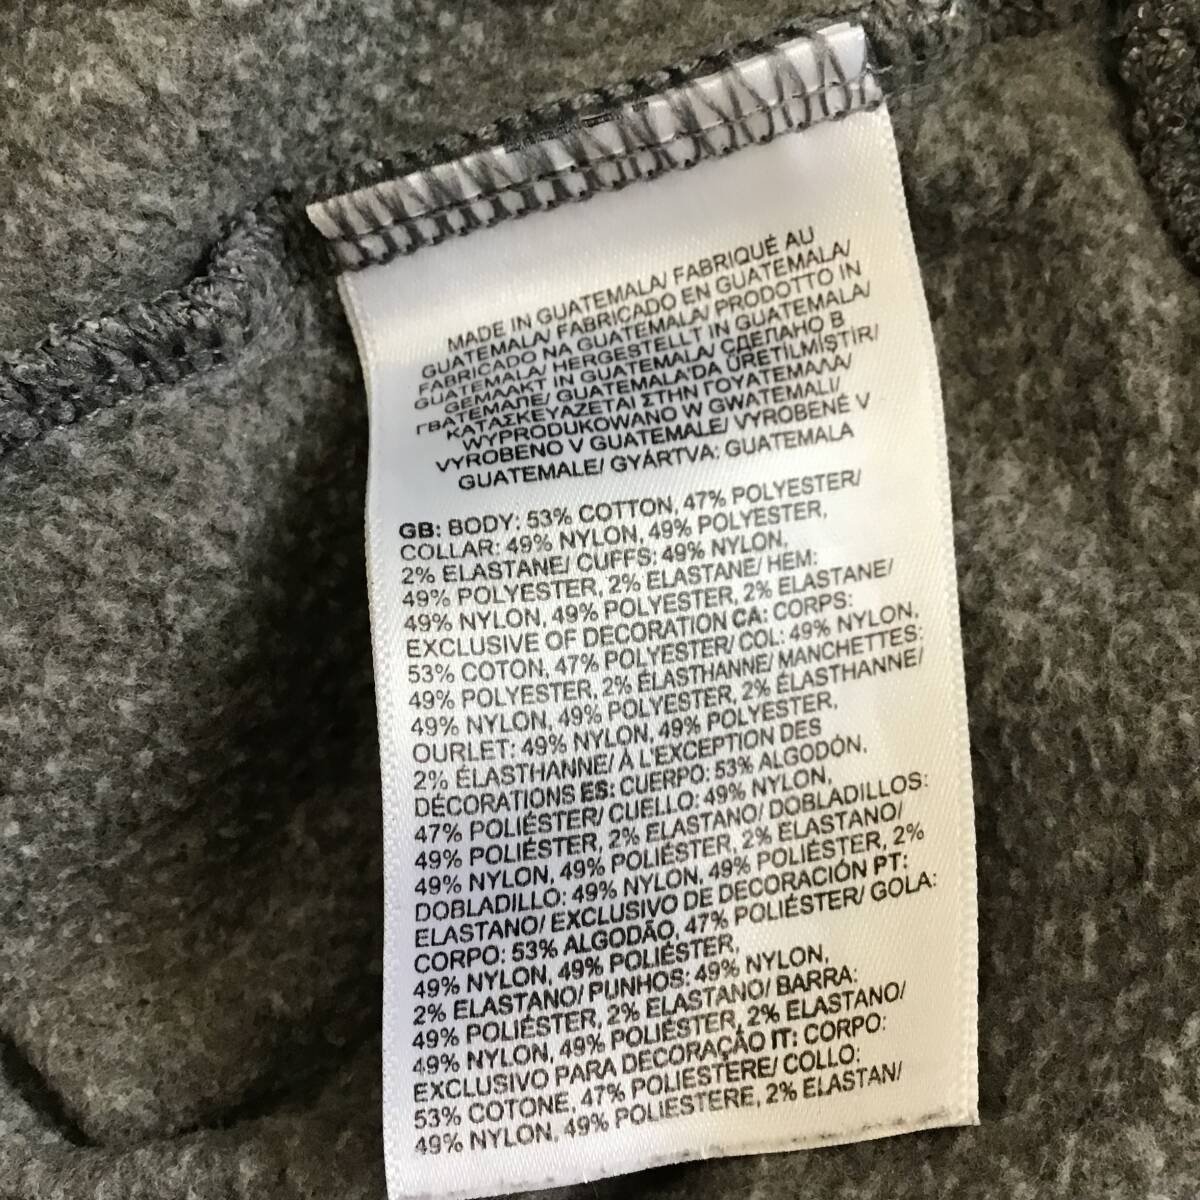 MADE IN GUATEMALA/ FABRIQUÉ AU
GUATEMALA/ FABRICADO EN GUATEMALA/
FABRICADO NA GUATEMALA/ PRODOTTO IN
GUATEMALA/ HERGESTELLT IN GUATEMALA/
GEMAAKT IN GUATEMALA/ СДЕЛАНО В
ГВАТЕМАЛЕ/ GUATEMALA'DA ÜRETİLMİŞTİR/
ΚΑΤΑΣΚΕΥΑΖΕΤΑΙ ΣΤΗΝ ΓΟΥΑΤΕΜΑΛΑ/
WYPRODUKOWANO W GWATEMALI/
VYROBENO V GUATEMALE/ VYROBENÉ V
GUATEMALE/ GYÁRTVA: GUATEMALA
GB: BODY: 53% COTTON, 47% POLYESTER/
COLLAR: 49% NYLON, 49% POLYESTER,
2% ELASTANE/ CUFFS: 49% NYLON,
49% POLYESTER, 2% ELASTANE/ HEM:
49% NYLON, 49% POLYESTER, 2% ELASTANE/
EXCLUSIVE OF DECORATION CA: CORPS:
53% COTON, 47% POLYESTER/ COL: 49% NYLON,
49% POLYESTER, 2% ÉLASTHANNE/ MANCHETTES:
49% NYLON, 49% POLYESTER, 2% ÉLASTHANNE/
OURLET: 49% NYLON, 49% POLYESTER,
2% ÉLASTHANNE/ À L'EXCEPTION DES
DÉCORATIONS ES: CUERPO: 53% ALGODÓN,
47% POLIÉSTER/ CUELLO: 49% NYLON,
49% POLIÉSTER, 2% ELASTANO/ DOBLADILLOS:
49% NYLON, 49% POLIÉSTER, 2% ELASTANO/
DOBLADILLO: 49% NYLON, 49% POLIÉSTER, 2%
ELASTANO/ EXCLUSIVO DE DECORACIÓN PT:
CORPO: 53% ALGODÃO, 47% POLIÉSTER/ GOLA:
49% NYLON, 49% POLIÉSTER,
2% ELASTANO/ PUNHOS: 49% NYLON,
49% POLIÉSTER, 2% ELASTANO/ BARRA:
49% NYLON, 49% POLIÉSTER, 2% ELASTANO/
EXCLUSIVO PARA DECORAÇÃO IT: CORPO:
53% COTONE, 47% POLIESTERE/ COLLO:
49% NYLON, 49% POLIESTERE, 2% ELASTAN/